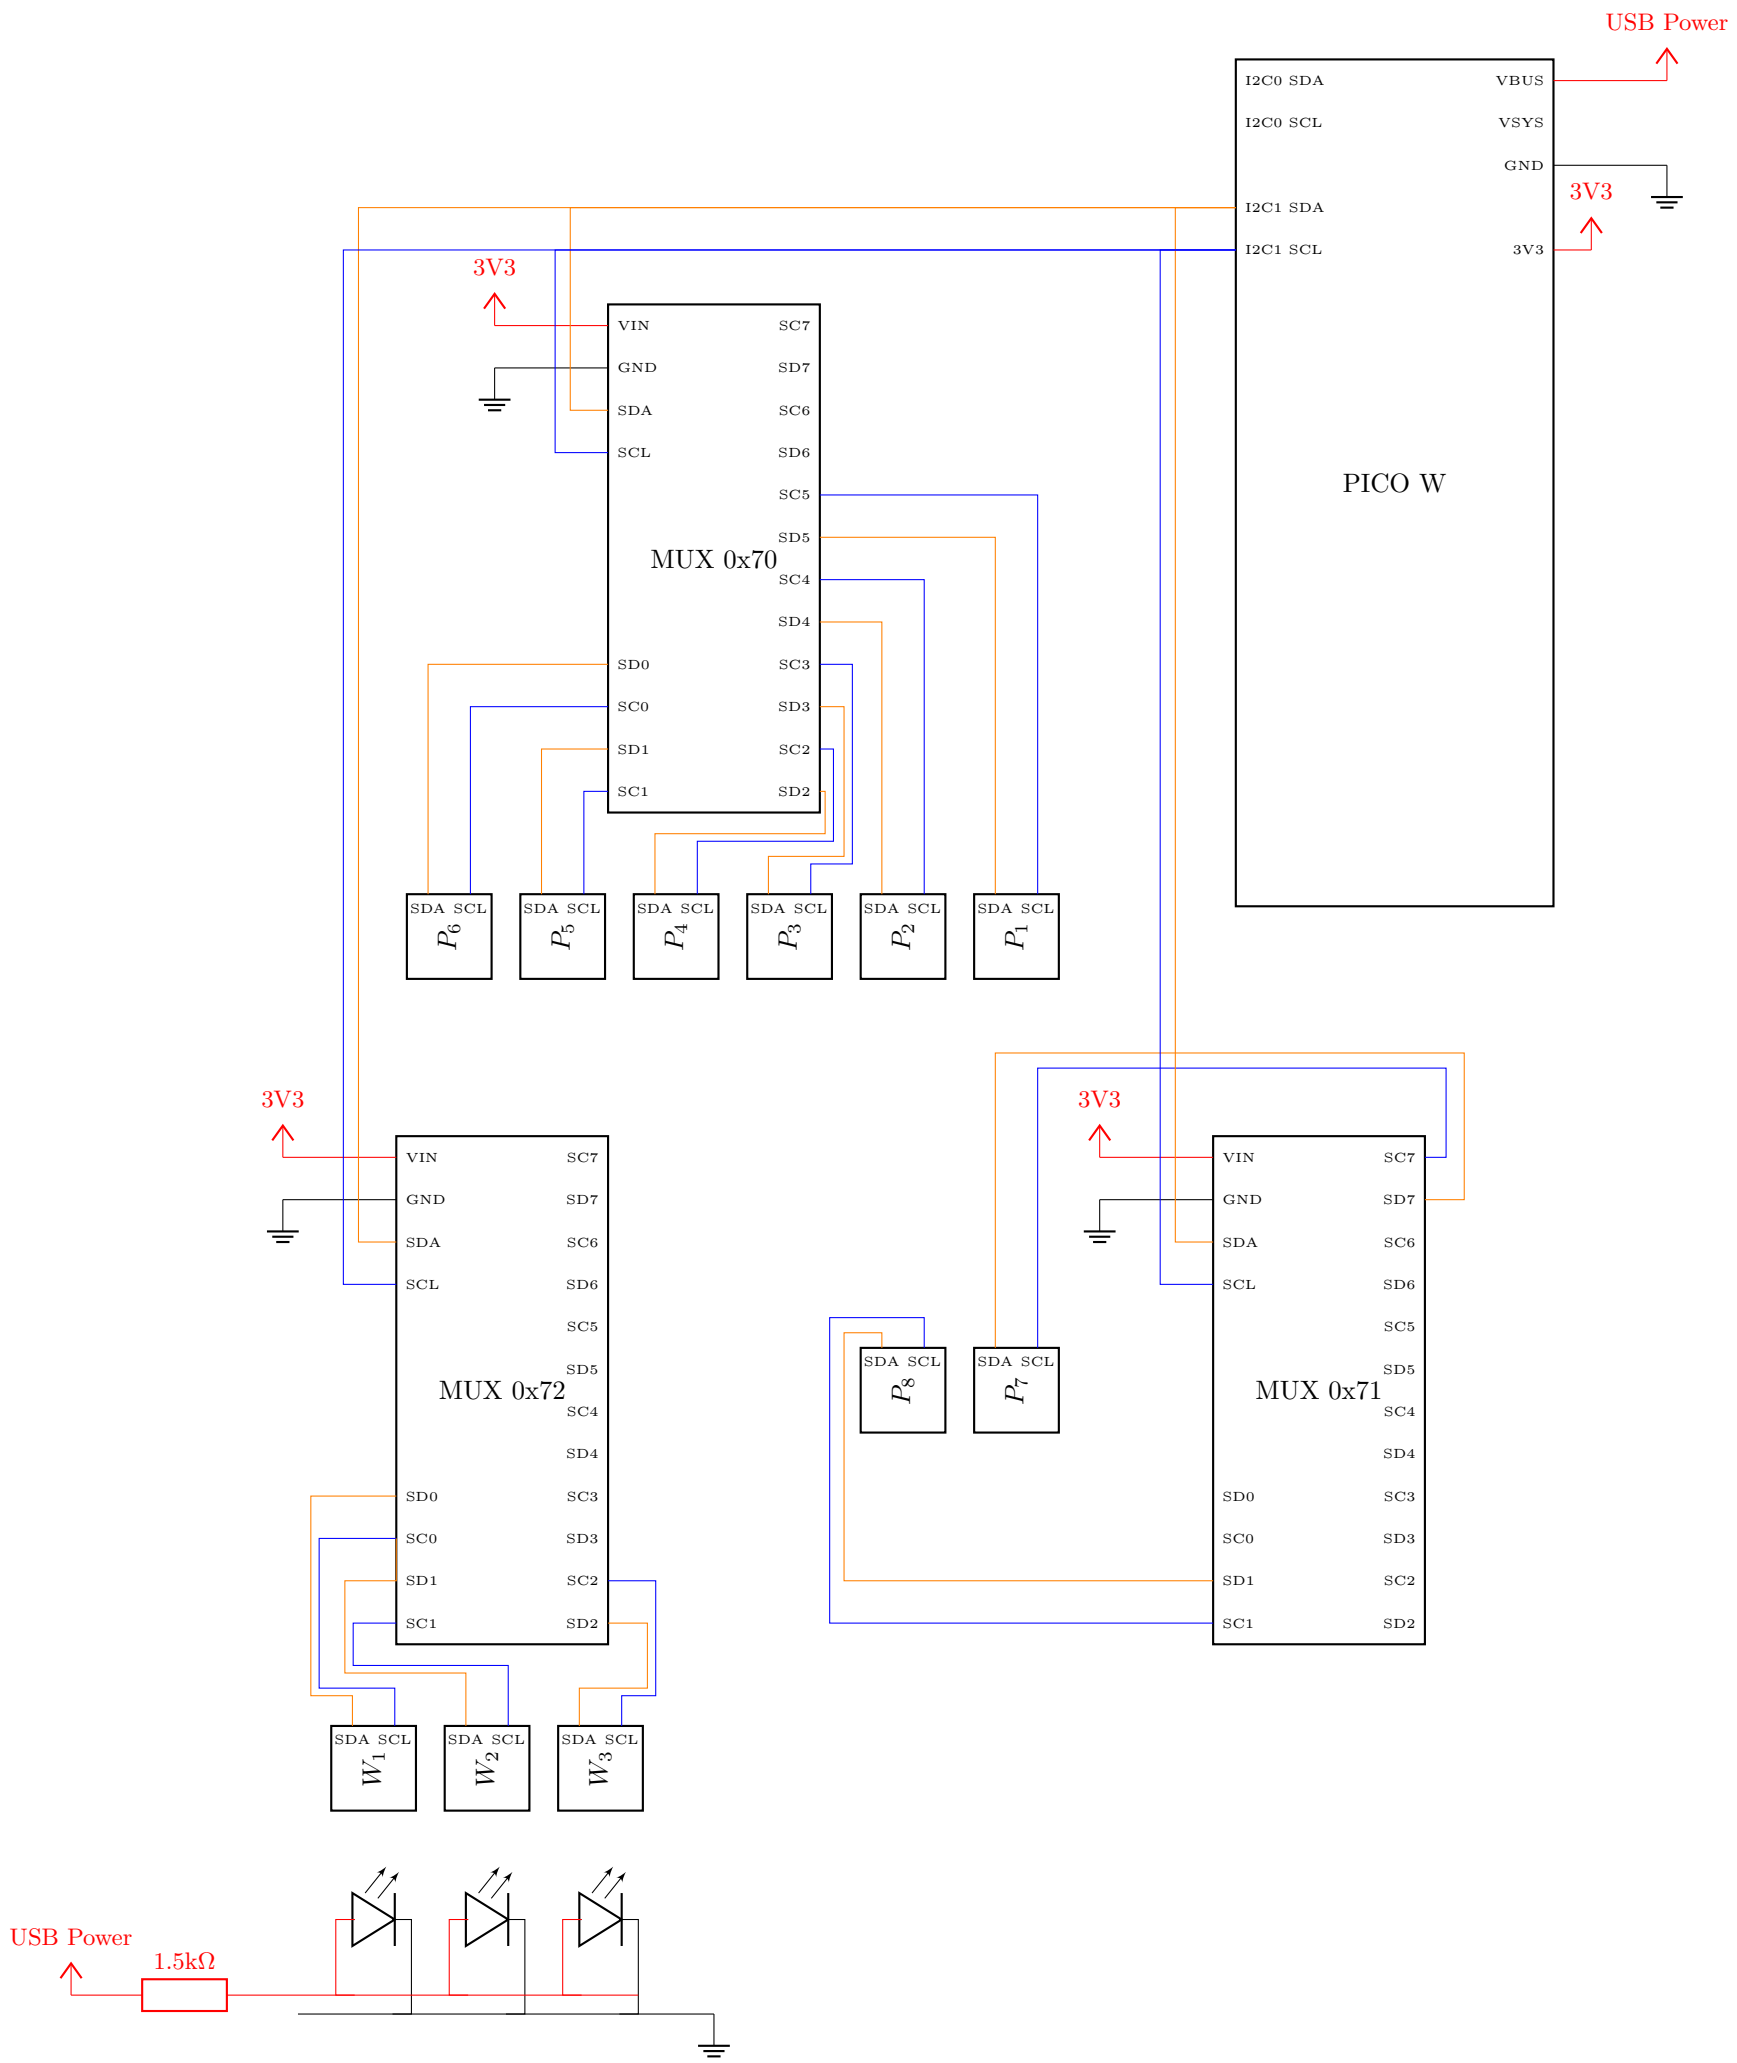 USB Power
I2C0 SDA
VBUS
I2C0 SCL
VSYS
GND
3V3
I2C1 SDA
I2C1 SCL
3V3
PICO W
3V3
VIN
SC7
GND
SD7
SDA
SC6
SCL
SD6
SC5
SD5
MUX 0x70
SC4
SD4
SD0
SC3
SC0
SD3
SD1
SC2
SC1
SD2
SDA SCL
P6
SDA SCL
P5
SDA SCL
P4
SDA SCL
P3
SDA SCL
P2
SDA SCL
P1
3V3
VIN
SC7
GND
SD7
SDA
SC6
SCL
SD6
SC5
SD5
MUX 0x72
SC4
SD4
SD0
SC3
SC0
SD3
SD1
SC2
SC1
SD2
3V3
VIN
SC7
GND
SD7
SDA
SC6
SCL
SD6
SC5
SD5
MUX 0x71
SC4
SD4
SD0
SC3
SC0
SD3
SD1
SC2
SC1
SD2
SDA SCL
P8
SDA SCL
P7
SDA SCL
W1
SDA SCL
W2
SDA SCL
W3
USB Power
1.5kΩ